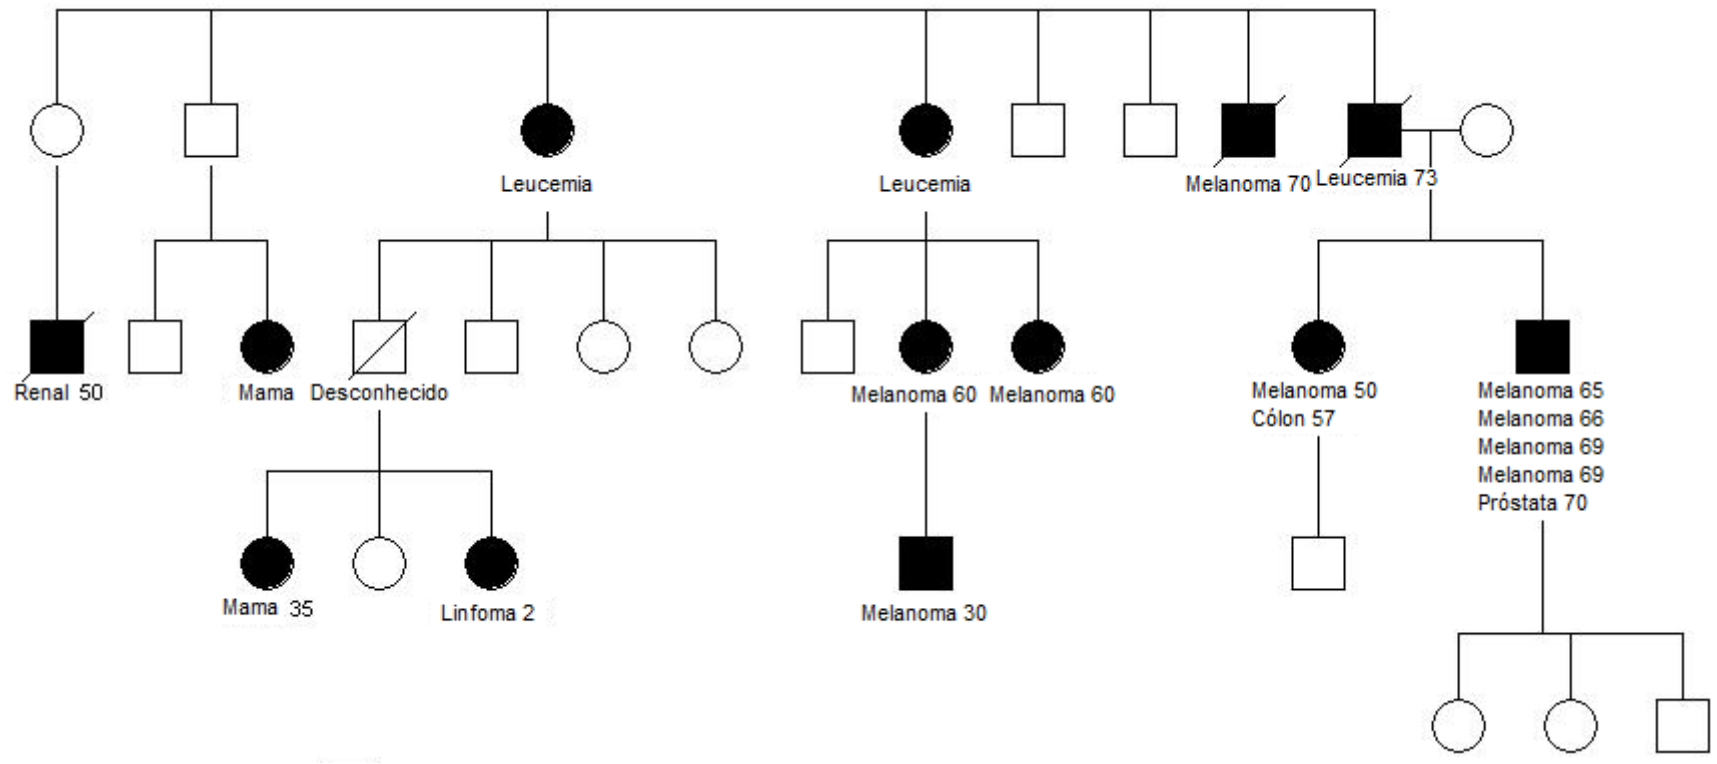 Leucemia
Leucemia
Melanoma 70
Leucemia 73
Renal 50
Mama
Desconhecido
Melanoma 60
Melanoma 60
Melanoma 50
Cólon 57
Melanoma 65
Melanoma 66
Melanoma 69
Melanoma 69
Próstata 70
Mama 35
Linfoma 2
Melanoma 30